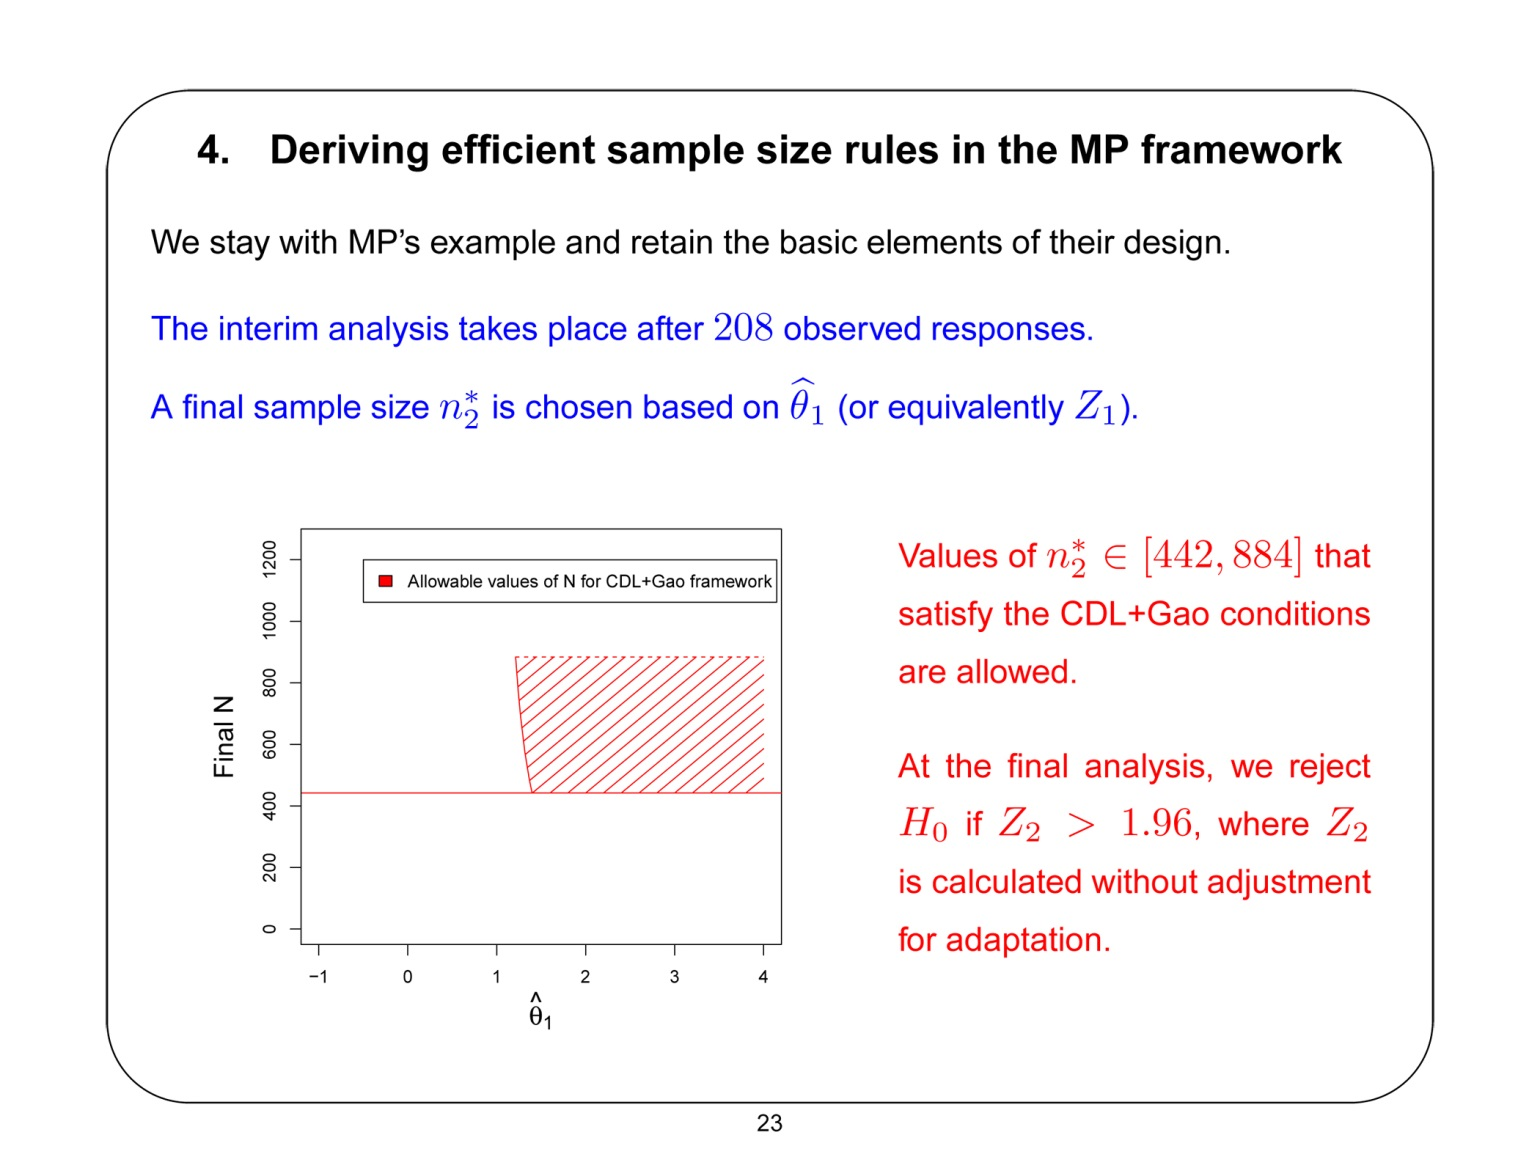 4. Deriving efficient sample size rules in the MP framework
We stay with MP’s example and retain the basic elements of their design.
The interim analysis takes place after 208 observed responses.
A final sample size n₂* is chosen based on θ̂₁ (or equivalently Z₁).
Allowable values of N for CDL+Gao framework
Final N
0
200
400
600
800
1000
1200
−1 0 1 2 3 4
θ̂₁
Values of n₂* ∈ [442, 884] that
satisfy the CDL+Gao conditions
are allowed.
At the final analysis, we reject
H₀ if Z₂ > 1.96, where Z₂
is calculated without adjustment
for adaptation.
23